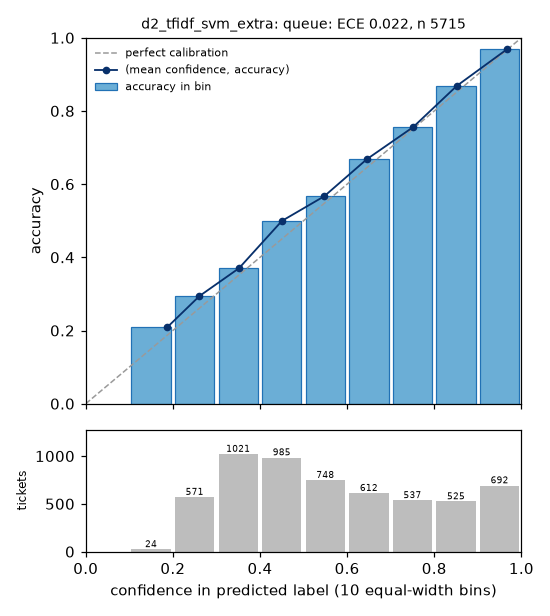 d2_tfidf_svm_extra: queue: ECE 0.022, n 5715
perfect calibration
(mean confidence, accuracy)
accuracy in bin
1.0
0.8
0.6
0.4
0.2
0.0
accuracy
1000
500
0
tickets
24
571
1021
985
748
612
537
525
692
0.0 0.2 0.4 0.6 0.8 1.0
confidence in predicted label (10 equal-width bins)